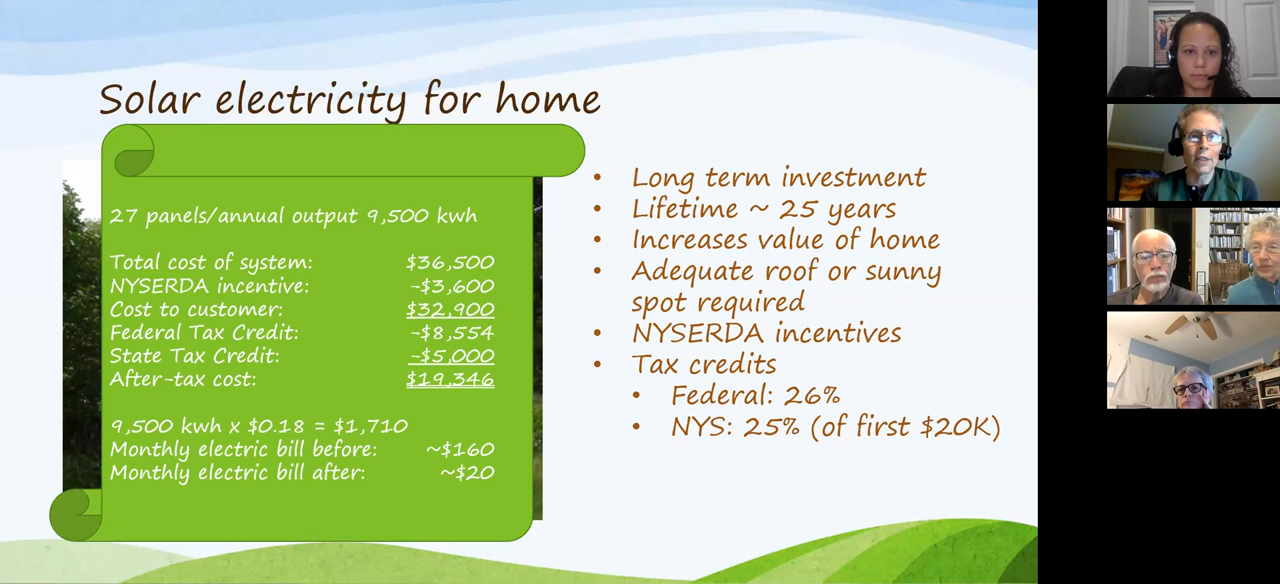 Solar electricity for home
27 panels/annual output 9,500 kwh
Total cost of system: $36,500
NYSERDA incentive: -$3,600
Cost to customer: $32,900
Federal Tax Credit: -$8,554
State Tax Credit: -$5,000
After-tax cost: $19,346
9,500 kwh x $0.18 = $1,710
Monthly electric bill before: ~$160
Monthly electric bill after: ~$20
• Long term investment
• Lifetime ~ 25 years
• Increases value of home
• Adequate roof or sunny
spot required
• NYSERDA incentives
• Tax credits
• Federal: 26%
• NYS: 25% (of first $20K)